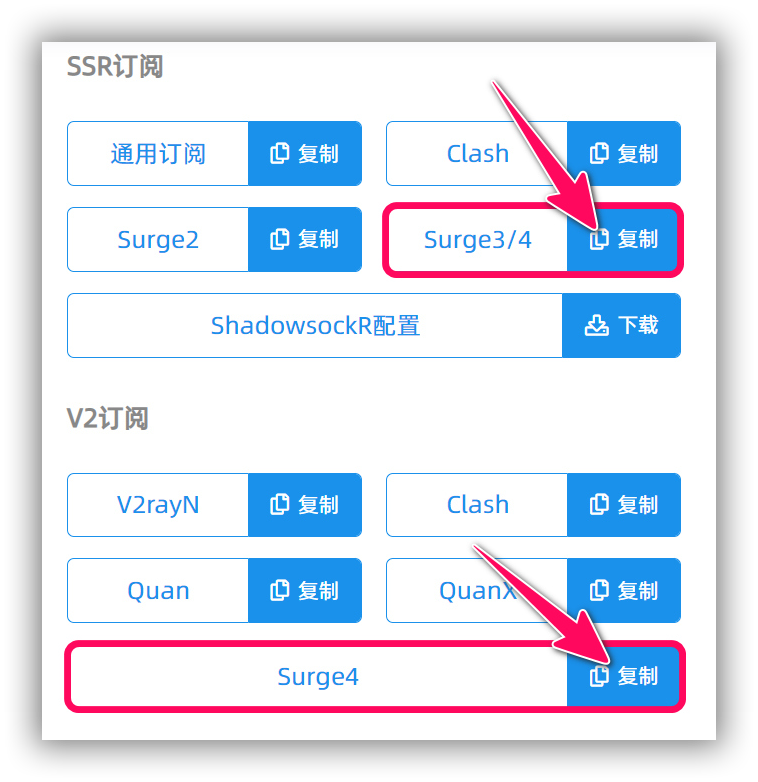 SSR订阅
通用订阅 复制 Clash 复制
Surge2 复制 Surge3/4 复制
ShadowsockR配置 下载
V2订阅
V2rayN 复制 Clash 复制
Quan 复制 QuanX 复制
Surge4 复制